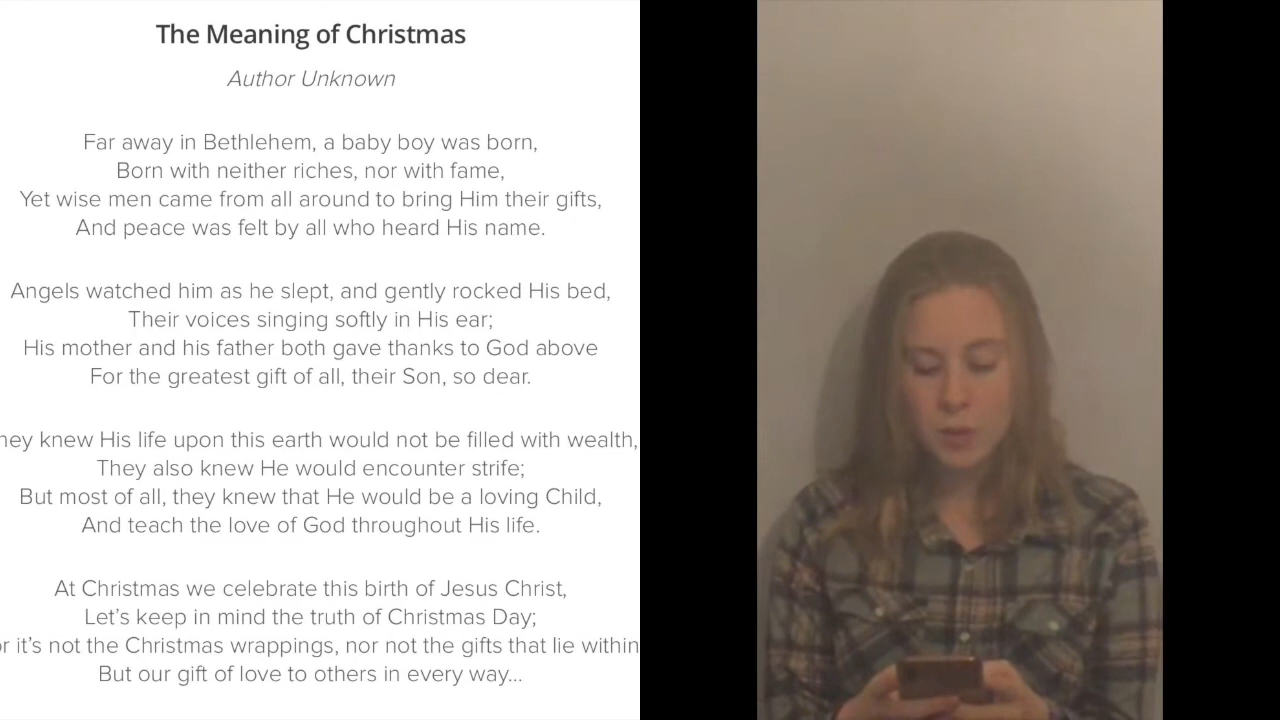 The Meaning of Christmas
Author Unknown
Far away in Bethlehem, a baby boy was born,
Born with neither riches, nor with fame,
Yet wise men came from all around to bring Him their gifts,
And peace was felt by all who heard His name.
Angels watched him as he slept, and gently rocked His bed,
Their voices singing softly in His ear;
His mother and his father both gave thanks to God above
For the greatest gift of all, their Son, so dear.
hey knew His life upon this earth would not be filled with wealth,
They also knew He would encounter strife;
But most of all, they knew that He would be a loving Child,
And teach the love of God throughout His life.
At Christmas we celebrate this birth of Jesus Christ,
Let's keep in mind the truth of Christmas Day;
or it's not the Christmas wrappings, nor not the gifts that lie within
But our gift of love to others in every way...